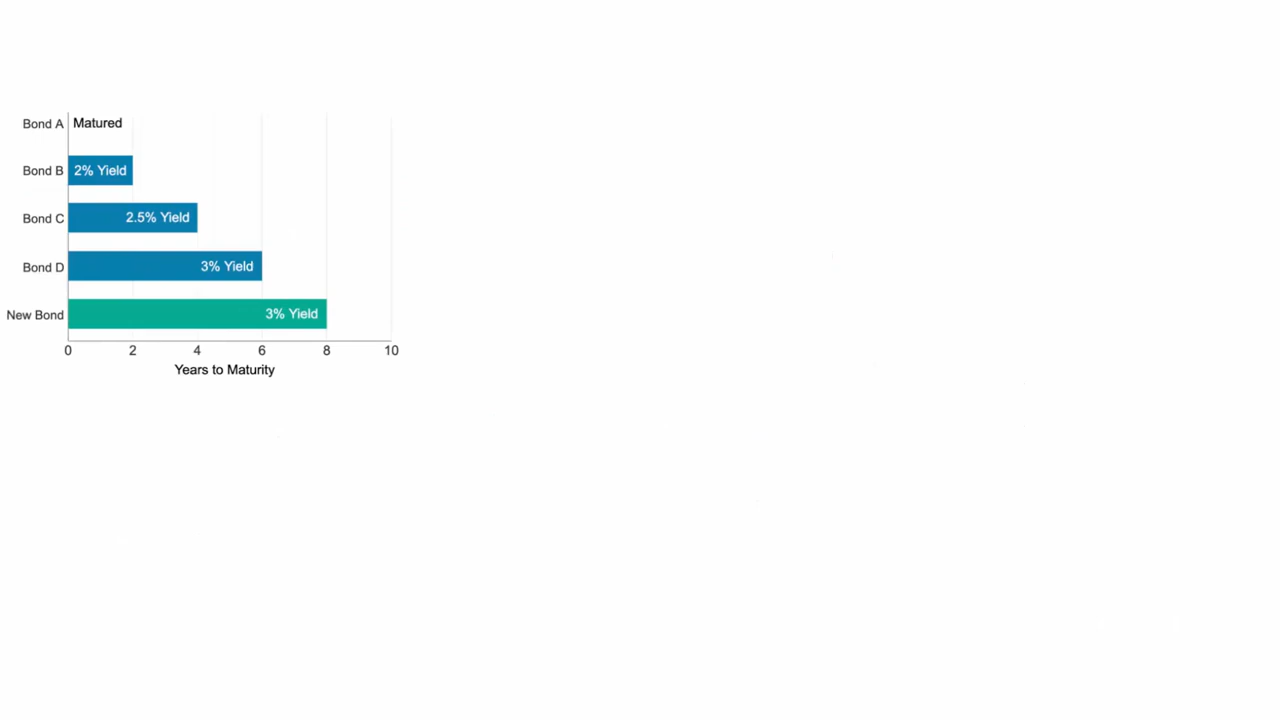 Bond A Matured
Bond B 2% Yield
Bond C 2.5% Yield
Bond D 3% Yield
New Bond 3% Yield
0 2 4 6 8 10
Years to Maturity